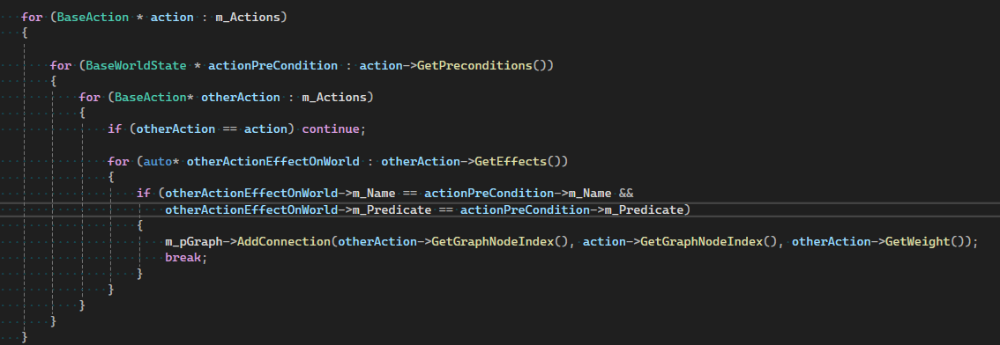 for (BaseAction * action : m_Actions)
{
for (BaseWorldState * actionPreCondition : action->GetPreconditions())
{
for (BaseAction* otherAction : m_Actions)
{
if (otherAction == action) continue;
for (auto* otherActionEffectOnWorld : otherAction->GetEffects())
{
if (otherActionEffectOnWorld->m_Name == actionPreCondition->m_Name &&
otherActionEffectOnWorld->m_Predicate == actionPreCondition->m_Predicate)
{
m_pGraph->AddConnection(otherAction->GetGraphNodeIndex(), action->GetGraphNodeIndex(), otherAction->GetWeight());
break;
}
}
}
}
}